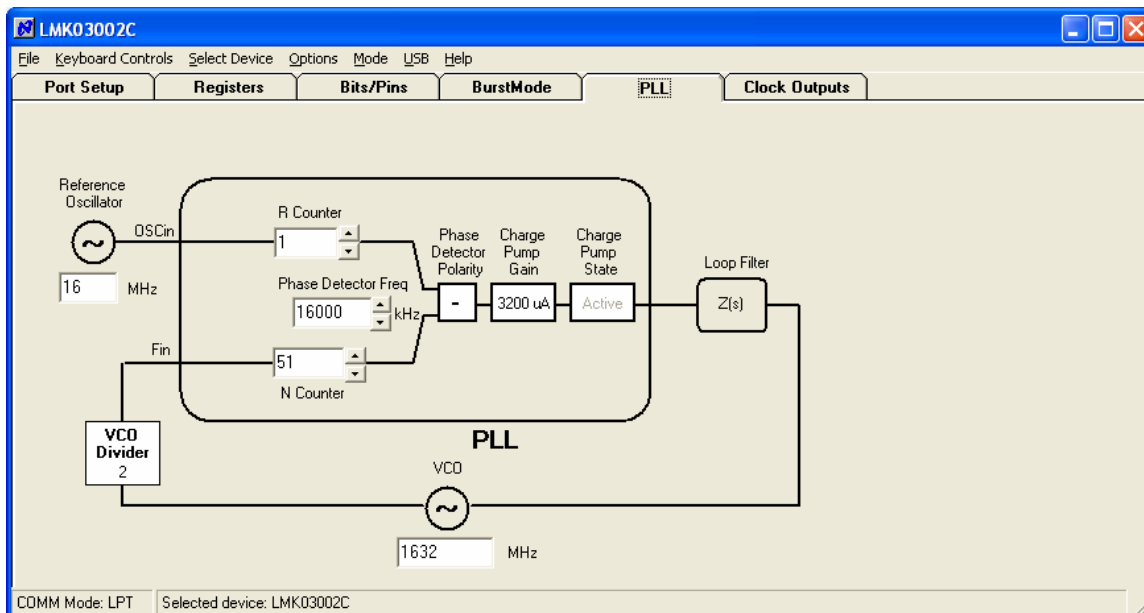 LMK03002C
File Keyboard Controls Select Device Options Mode USB Help
Port Setup Registers Bits/Pins BurstMode PLL Clock Outputs
Reference
Oscillator
OSCin
16 MHz
R Counter
1
Phase Detector Freq
16000 kHz
Fin
51
N Counter
Phase
Detector
Polarity
-
Charge
Pump
Gain
3200 uA
Charge
Pump
State
Active
Loop Filter
Z(s)
PLL
VCO
Divider
2
VCO
1632 MHz
COMM Mode: LPT Selected device: LMK03002C